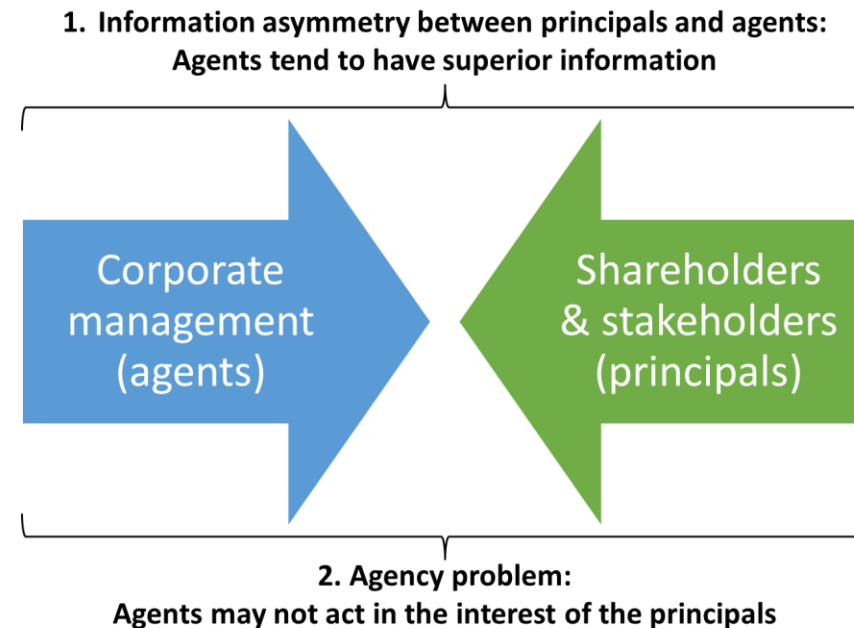 1. Information asymmetry between principals and agents:
Agents tend to have superior information
Corporate
management
(agents)
Shareholders
& stakeholders
(principals)
2. Agency problem:
Agents may not act in the interest of the principals